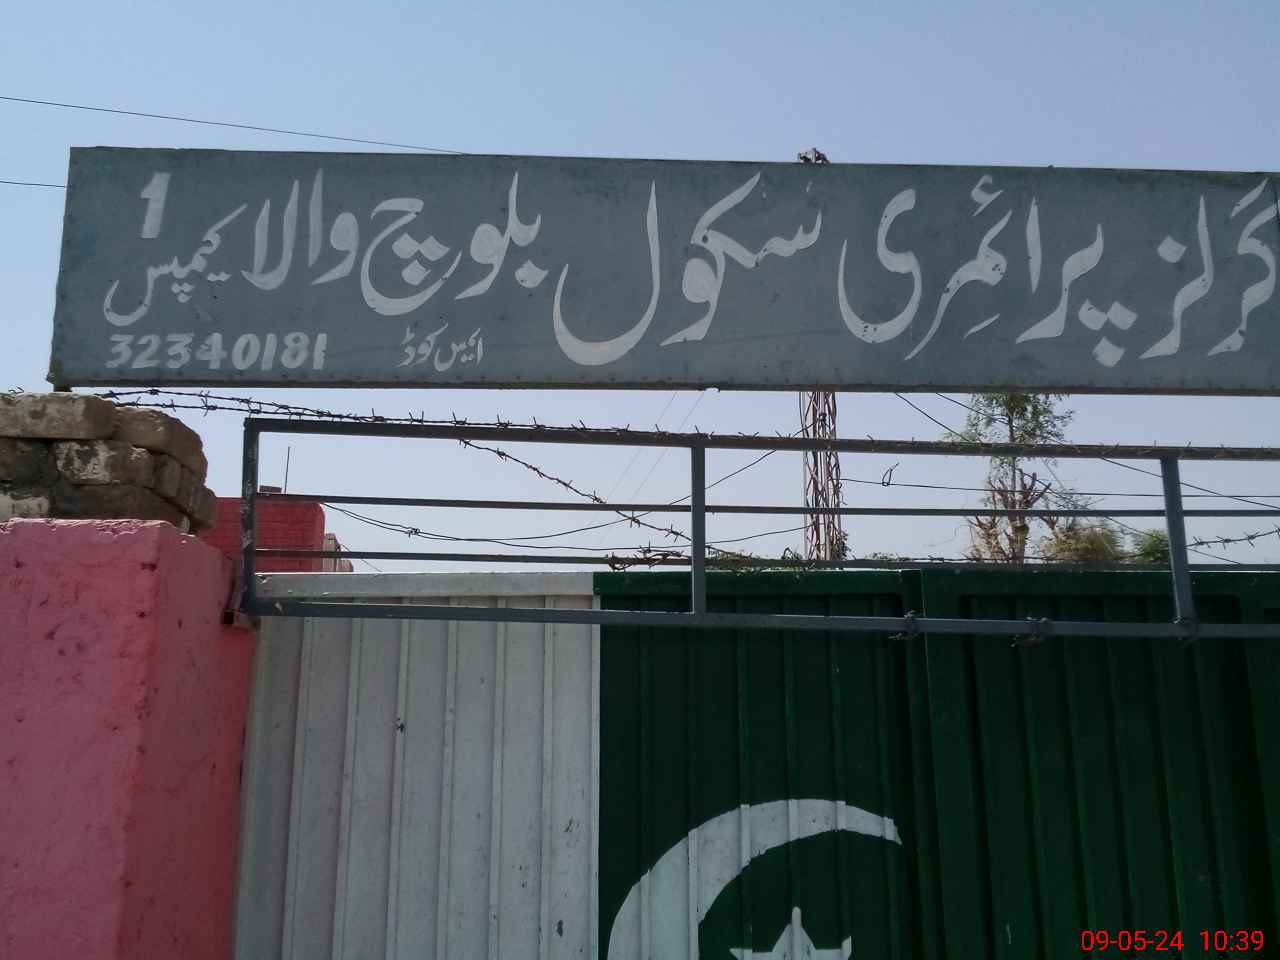 گرلز پرائمری سکول بلوچ والا کیمپس 1
ایمس کوڈ 32340181
09-05-24 10:39